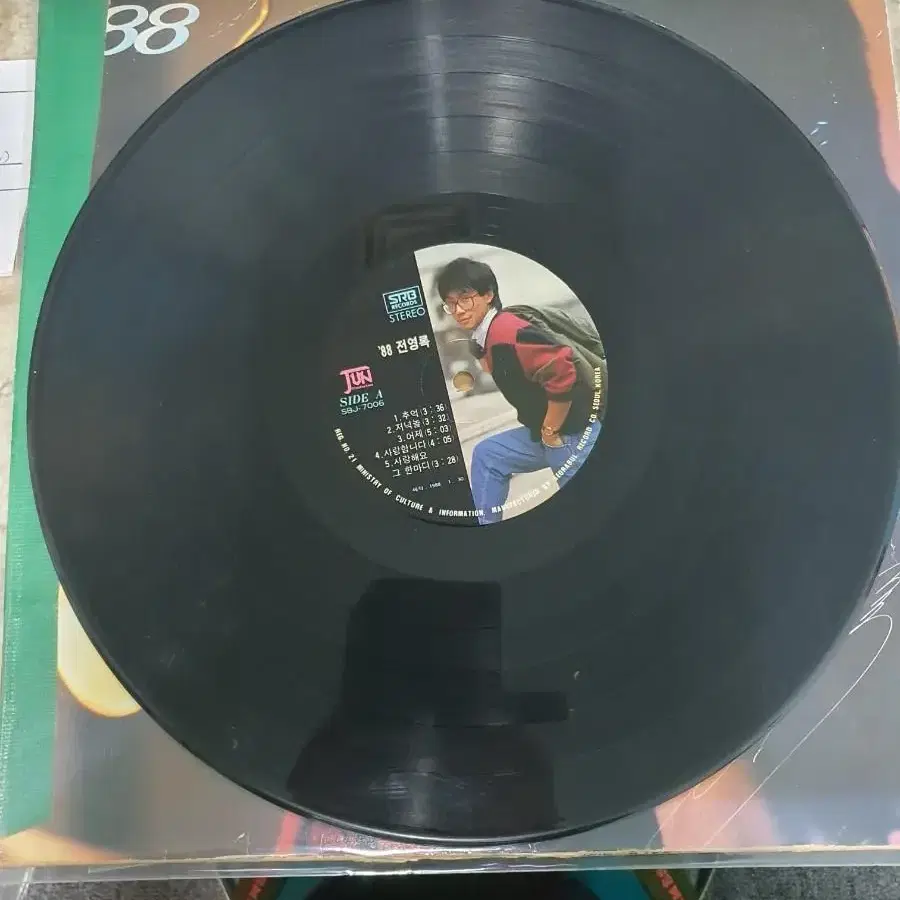 88
SRB
RECORDS
STEREO
'88 전영록
JUN
SIDE A
SBJ-7006
1.추억(3 : 36)
2.저녁놀(3 : 32)
3.어제(5 : 03)
4.사랑합니다(4 : 05)
5.사랑해요
그 한마디(3 : 28)
1988 . 1 . 30
REG. NO. 21 MINISTRY OF CULTURE & INFORMATION. MANUFACTURED BY SEORABUL RECORD CO. SEOUL, KOREA